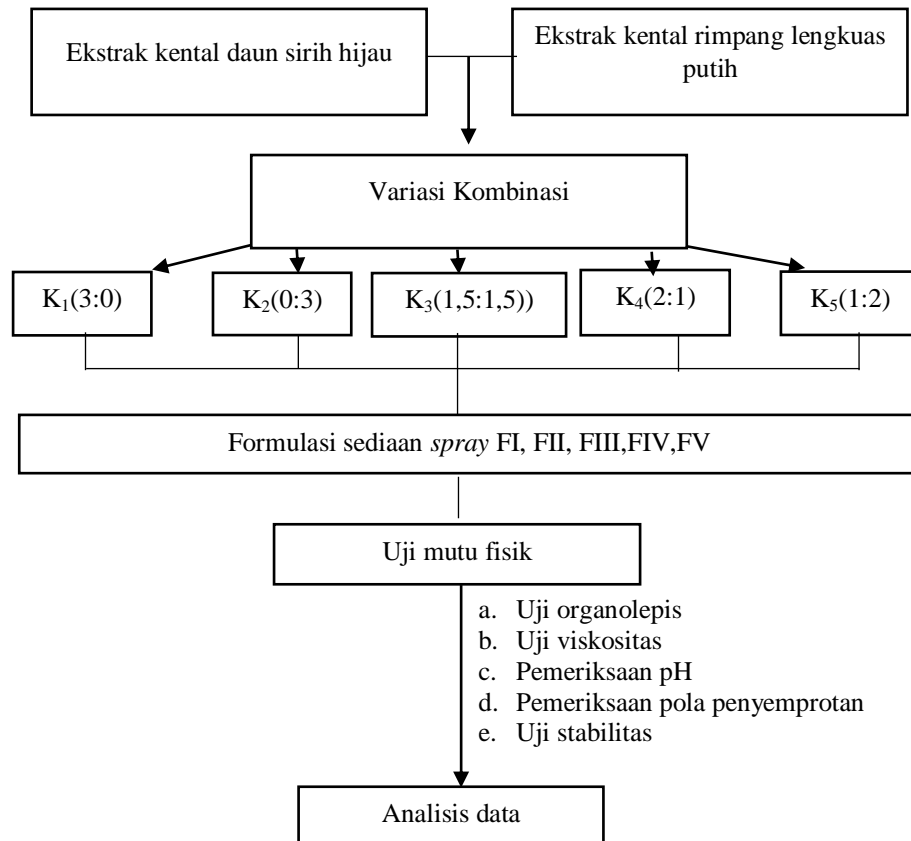 Ekstrak kental daun sirih hijau
Ekstrak kental rimpang lengkuas
putih
Variasi Kombinasi
K₁(3:0)
K₂(0:3)
K₃(1,5:1,5))
K₄(2:1)
K₅(1:2)
Formulasi sediaan spray FI, FII, FIII,FIV,FV
Uji mutu fisik
a. Uji organolepis
b. Uji viskositas
c. Pemeriksaan pH
d. Pemeriksaan pola penyemprotan
e. Uji stabilitas
Analisis data